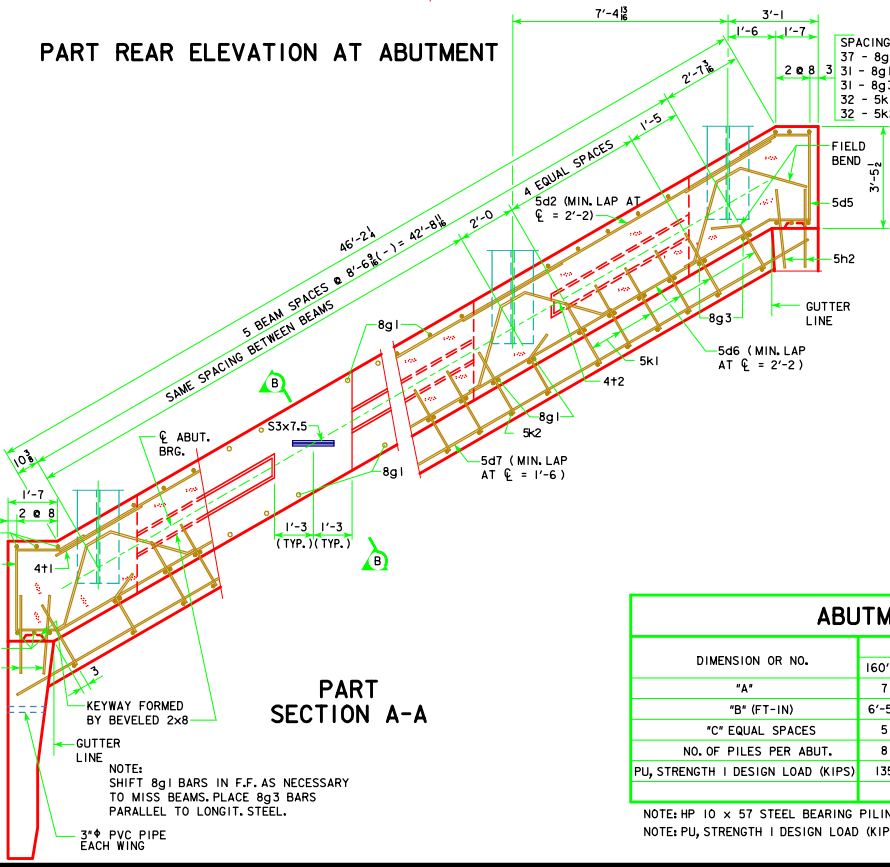 PART REAR ELEVATION AT ABUTMENT
7'-4 13/16
3'-1
1'-6
1'-7
2 @ 8
3
SPACING
37 - 8g
31 - 8g1
31 - 8g3
32 - 5k
32 - 5k
2'-7 3/16
1'-5
4 EQUAL SPACES
FIELD
BEND
3'-5 1/2
5d5
5d2 (MIN. LAP AT
℄ = 2'-2)
2'-0
46'-2 1/4
5 BEAM SPACES @ 8'-6 9/16 (-) = 42'-8 11/16
SAME SPACING BETWEEN BEAMS
5h2
GUTTER
LINE
8g3
8g1
5d6 (MIN. LAP
AT ℄ = 2'-2)
5k1
4t2
B
8g1
5k2
S3x7.5
℄ ABUT.
BRG.
10 3/8
8g1
5d7 (MIN. LAP
AT ℄ = 1'-6)
1'-7
2 @ 8
1'-3
1'-3
(TYP.)
(TYP.)
B
4t1
3
PART
SECTION A-A
KEYWAY FORMED
BY BEVELED 2x8
GUTTER
LINE
NOTE:
SHIFT 8g1 BARS IN F.F. AS NECESSARY
TO MISS BEAMS. PLACE 8g3 BARS
PARALLEL TO LONGIT. STEEL.
3"Φ PVC PIPE
EACH WING
ABUTM
DIMENSION OR NO.
160'
"A" 7
"B" (FT-IN) 6'-5
"C" EQUAL SPACES 5
NO. OF PILES PER ABUT. 8
PU, STRENGTH I DESIGN LOAD (KIPS) 135
NOTE: HP 10 x 57 STEEL BEARING PILIN
NOTE: PU, STRENGTH I DESIGN LOAD (KIP